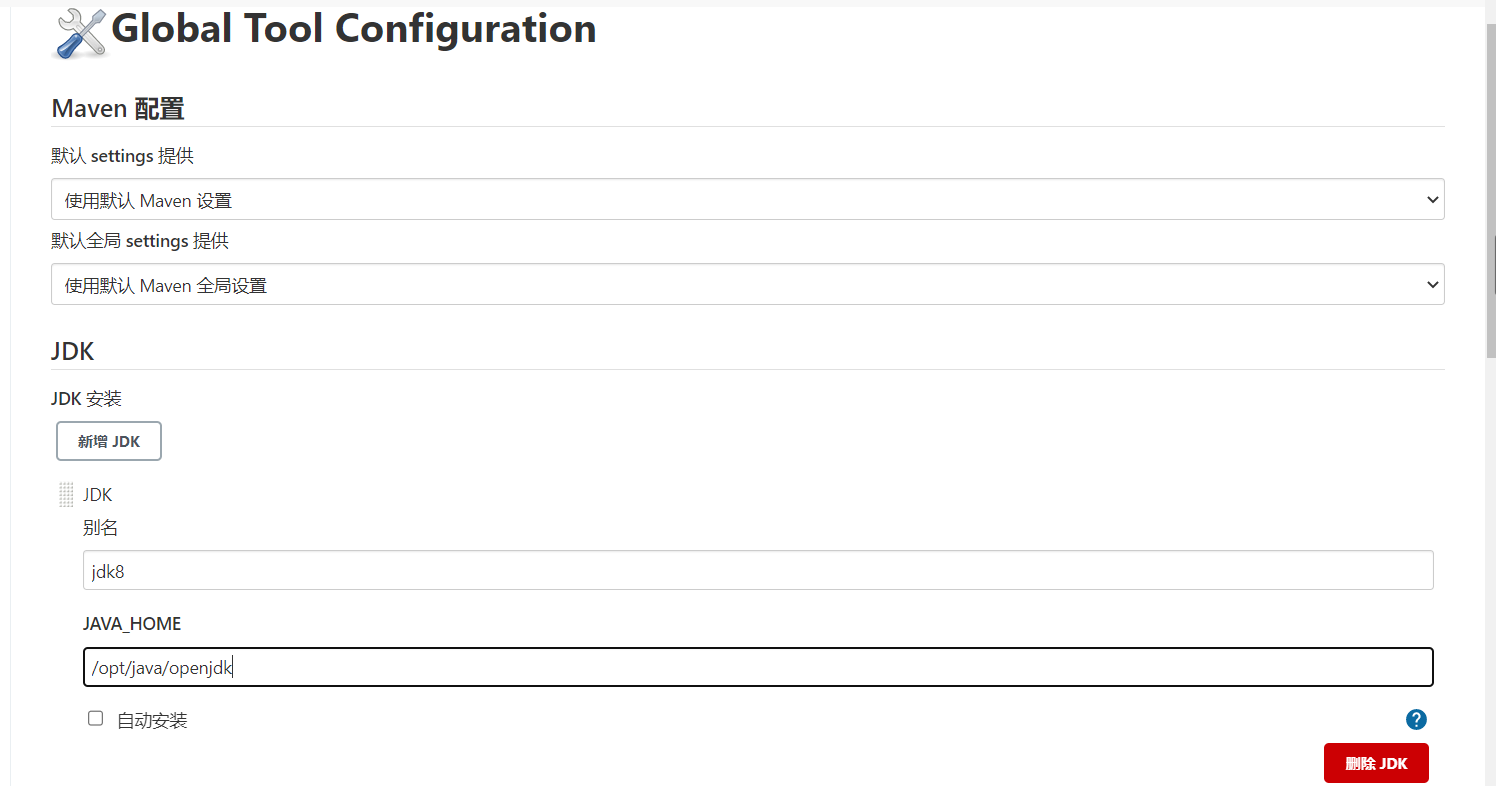 Global Tool Configuration
Maven 配置
默认 settings 提供
使用默认 Maven 设置
默认全局 settings 提供
使用默认 Maven 全局设置
JDK
JDK 安装
新增 JDK
JDK
别名
jdk8
JAVA_HOME
/opt/java/openjdk
自动安装
?
删除 JDK